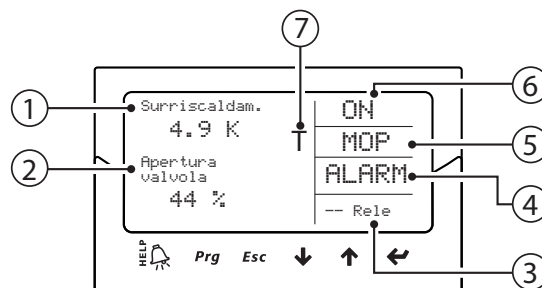 7
1
Surriscaldam.
4.9 K
2
Apertura
valvola
44 %
T
ON
6
MOP
5
ALARM
4
-- Rele
3
HELP
Prg
Esc